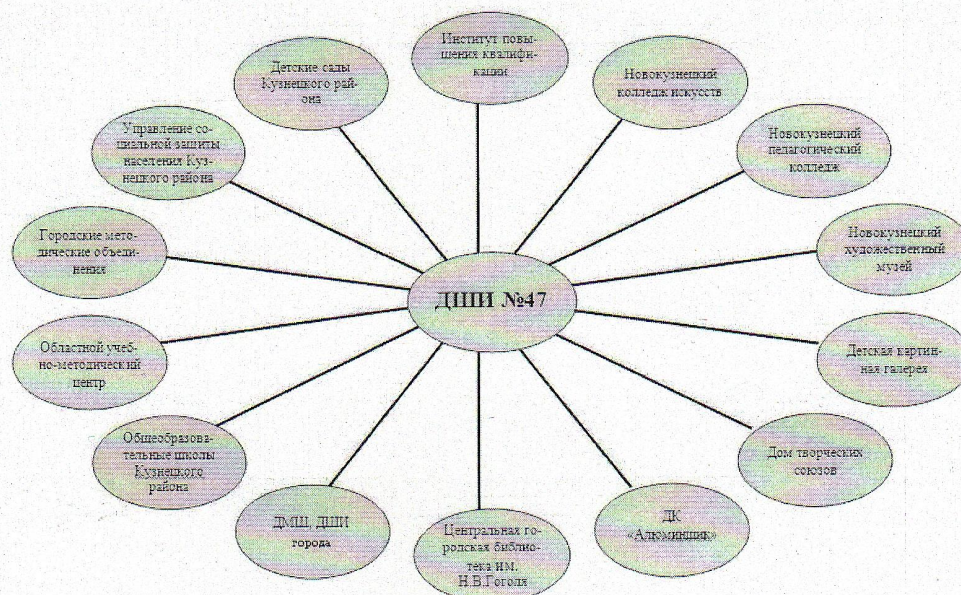 Институт повы-
шения квалифи-
кации
Новокузнецкий
колледж искусств
Новокузнецкий
педагогический
колледж
Новокузнецкий
художественный
музей
Детская картин-
ная галерея
Дом творческих
союзов
ДК
«Алюминщик»
Центральная го-
родская библио-
тека им.
Н.В.Гоголя
ДМШ, ДШИ
города
Общеобразова-
тельные школы
Кузнецкого
района
Областной учеб-
но-методический
центр
Городские мето-
дические объеди-
нения
Управление со-
циальной защиты
населения Куз-
нецкого района
Детские сады
Кузнецкого рай-
она
ДШИ №47